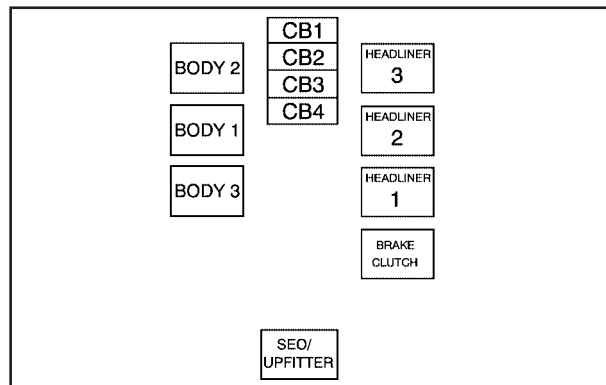 CB1
CB2
CB3
CB4
BODY 2
BODY 1
BODY 3
HEADLINER
3
HEADLINER
2
HEADLINER
1
BRAKE
CLUTCH
SEO/
UPFITTER